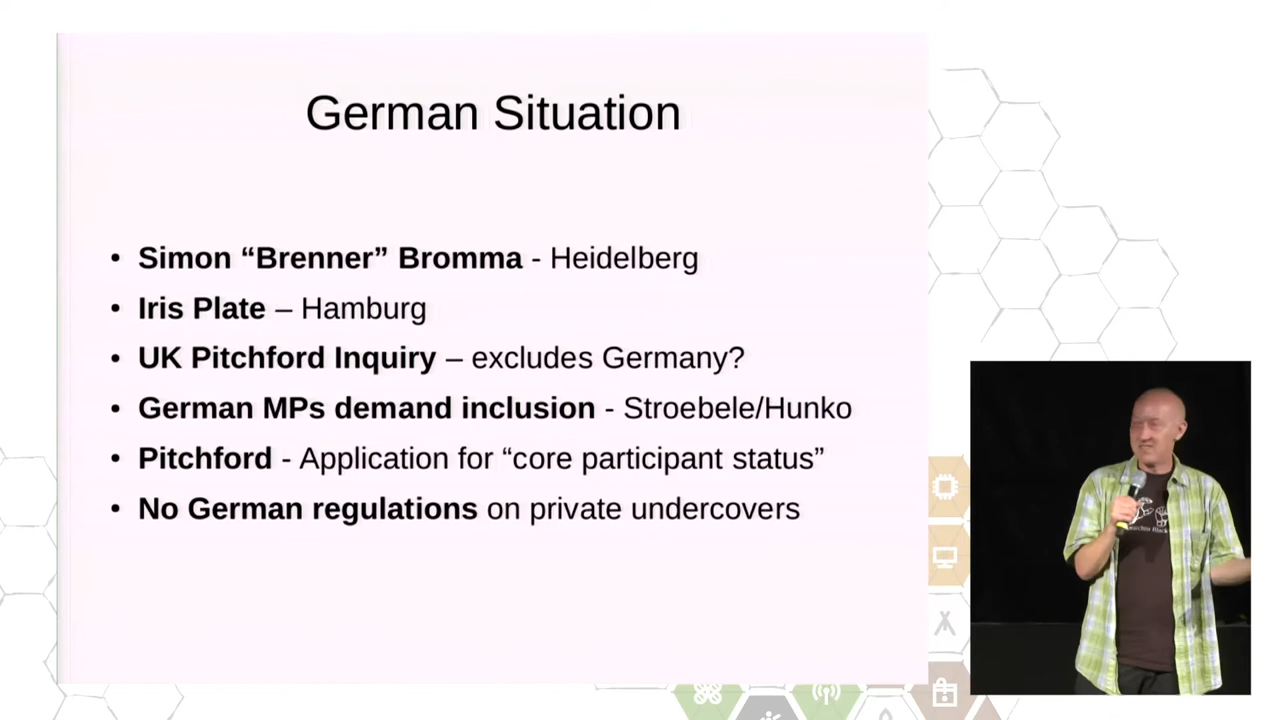 German Situation
• Simon “Brenner” Bromma - Heidelberg
• Iris Plate – Hamburg
• UK Pitchford Inquiry – excludes Germany?
• German MPs demand inclusion - Stroebele/Hunko
• Pitchford - Application for “core participant status”
• No German regulations on private undercovers